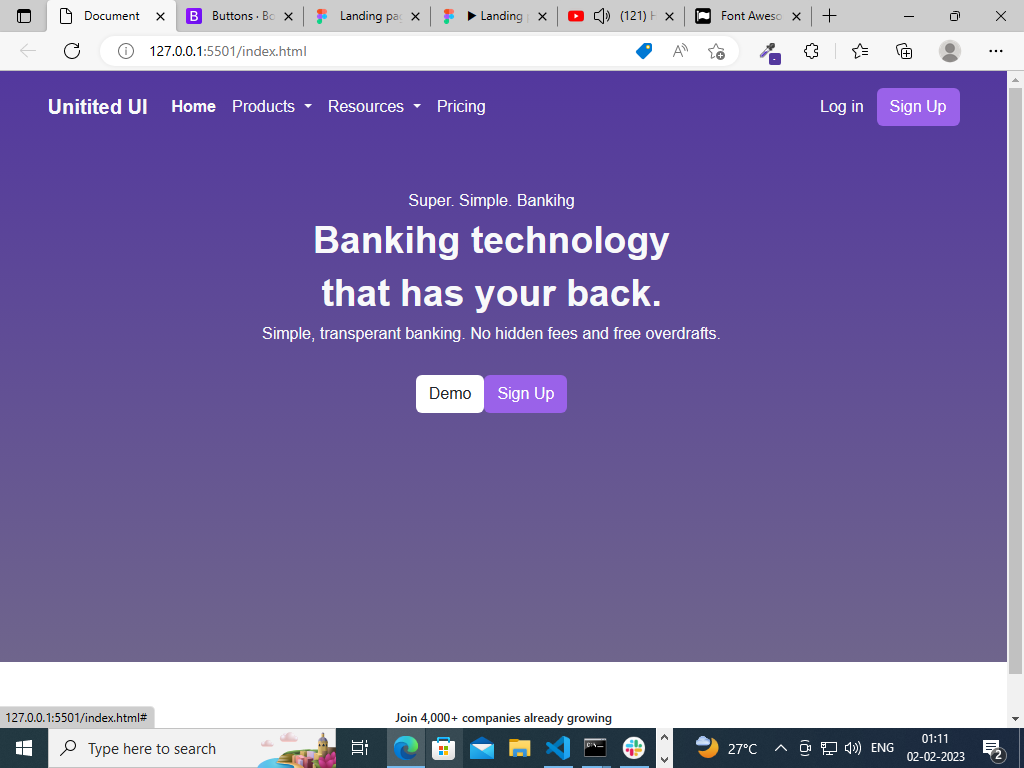 Document
Buttons · Bo
Landing pa
Landing
(121) H
Font Aweso
127.0.0.1:5501/index.html
Unitited UI Home Products Resources Pricing Log in Sign Up
Super. Simple. Bankihg
Bankihg technology
that has your back.
Simple, transperant banking. No hidden fees and free overdrafts.
Demo Sign Up
127.0.0.1:5501/index.html#
Join 4,000+ companies already growing
Type here to search
27°C
ENG
01:11
02-02-2023
2